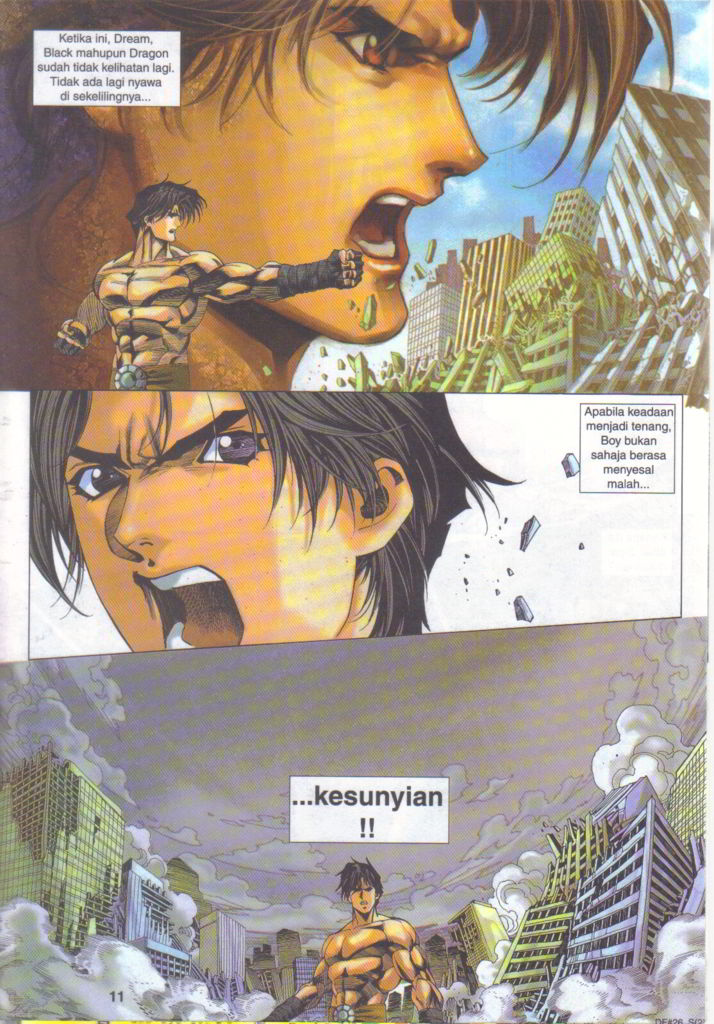 Ketika ini, Dream,
Black mahupun Dragon
sudah tidak kelihatan lagi.
Tidak ada lagi nyawa
di sekelilingnya...
Apabila keadaan
menjadi tenang,
Boy bukan
sahaja berasa
menyesal
malah...
...kesunyian
!!
11